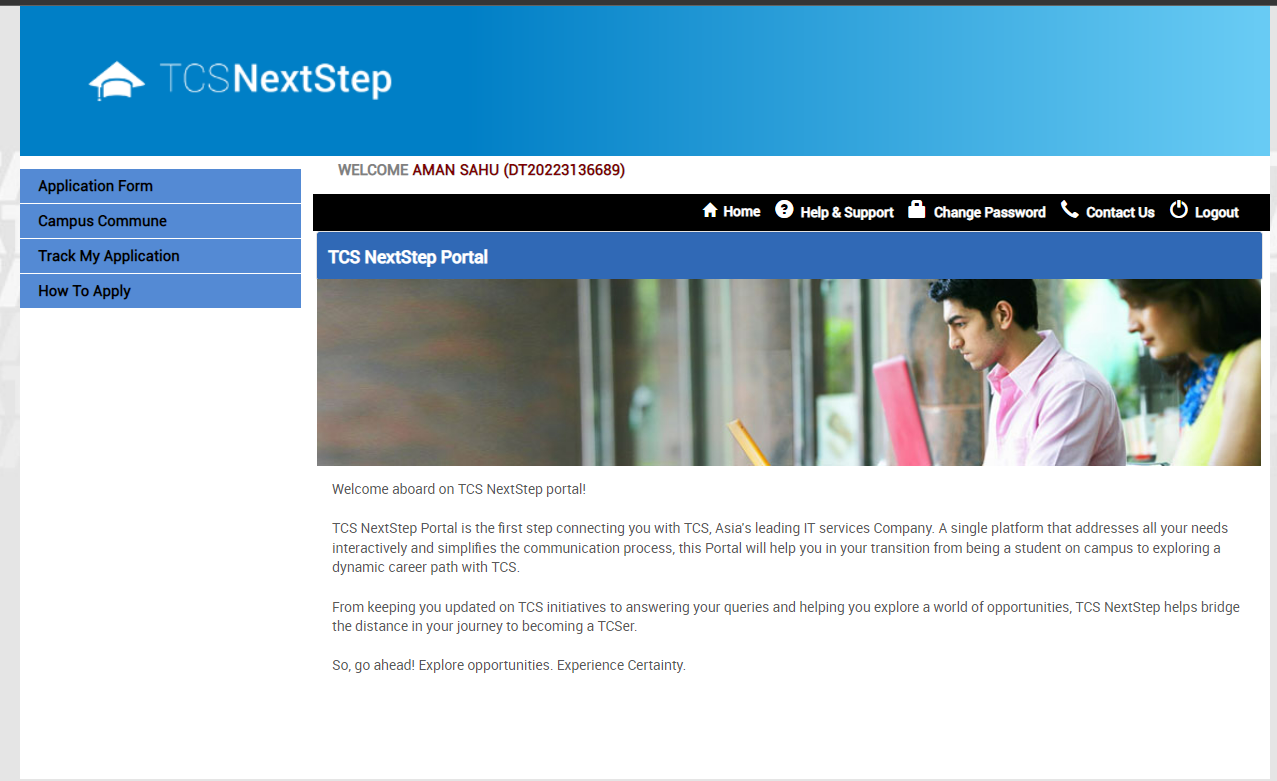 TCSNextStep
WELCOME AMAN SAHU (DT20223136689)
Application Form
Campus Commune
Track My Application
How To Apply
Home Help & Support Change Password Contact Us Logout
TCS NextStep Portal
Welcome aboard on TCS NextStep portal!
TCS NextStep Portal is the first step connecting you with TCS, Asia's leading IT services Company. A single platform that addresses all your needs
interactively and simplifies the communication process, this Portal will help you in your transition from being a student on campus to exploring a
dynamic career path with TCS.
From keeping you updated on TCS initiatives to answering your queries and helping you explore a world of opportunities, TCS NextStep helps bridge
the distance in your journey to becoming a TCSer.
So, go ahead! Explore opportunities. Experience Certainty.